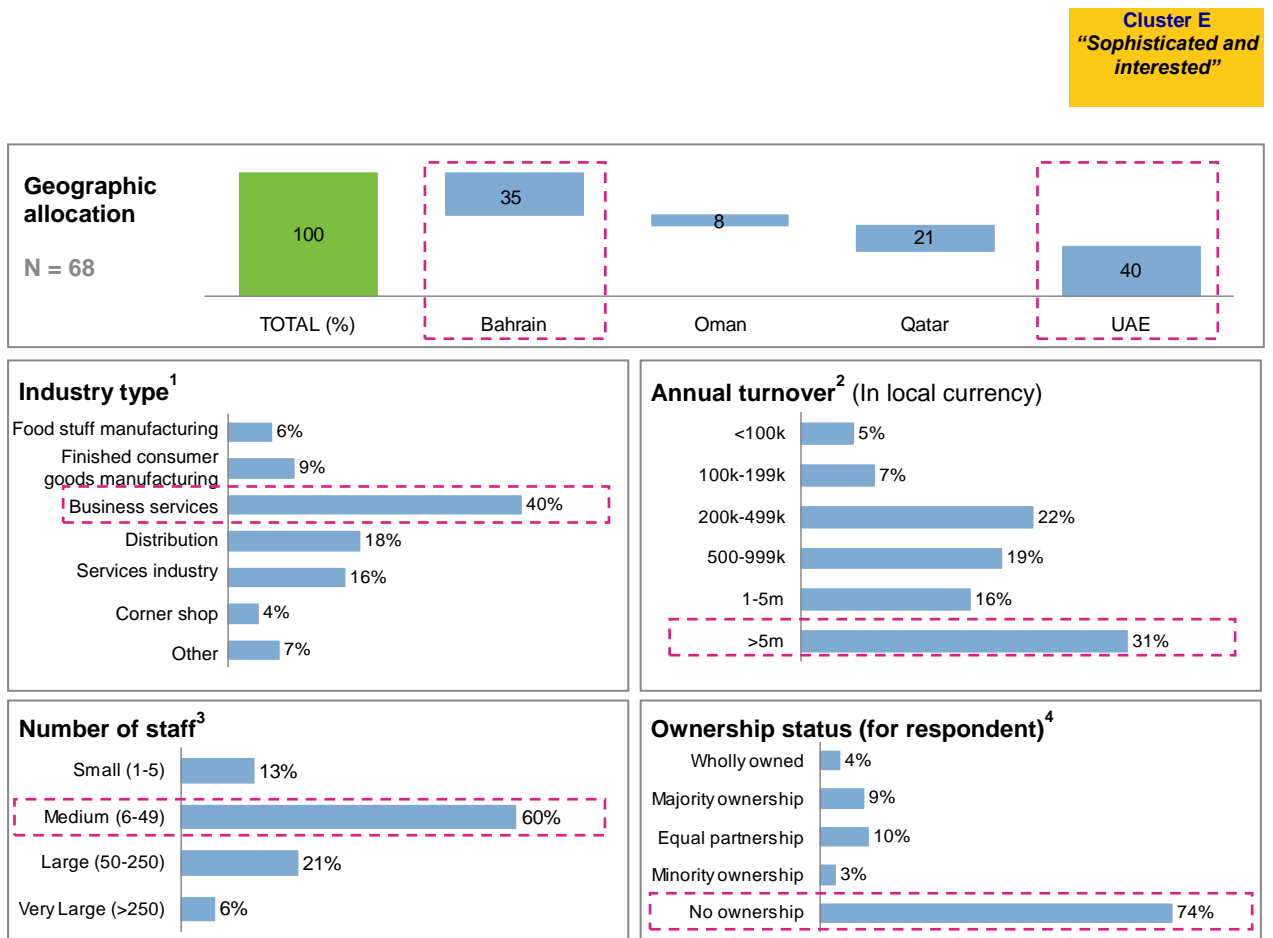 Cluster E
“Sophisticated and
interested”
Geographic
allocation
N = 68
100
35
8
21
40
TOTAL (%)
Bahrain
Oman
Qatar
UAE
Industry type1
Food stuff manufacturing
6%
Finished consumer
goods manufacturing
9%
Business services
40%
Distribution
18%
Services industry
16%
Corner shop
4%
Other
7%
Annual turnover2 (In local currency)
<100k
5%
100k-199k
7%
200k-499k
22%
500-999k
19%
1-5m
16%
>5m
31%
Number of staff3
Small (1-5)
13%
Medium (6-49)
60%
Large (50-250)
21%
Very Large (>250)
6%
Ownership status (for respondent)4
Wholly owned
4%
Majority ownership
9%
Equal partnership
10%
Minority ownership
3%
No ownership
74%